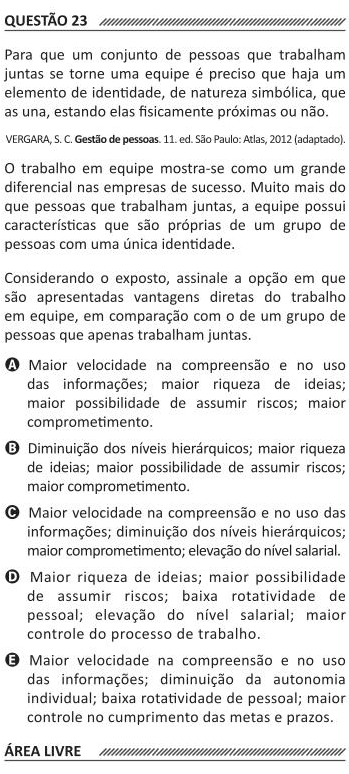 QUESTÃO 23
Para que um conjunto de pessoas que trabalham
juntas se torne uma equipe é preciso que haja um
elemento de identidade, de natureza simbólica, que
as una, estando elas fisicamente próximas ou não.
VERGARA, S. C. Gestão de pessoas. 11. ed. São Paulo: Atlas, 2012 (adaptado).
O trabalho em equipe mostra-se como um grande
diferencial nas empresas de sucesso. Muito mais do
que pessoas que trabalham juntas, a equipe possui
características que são próprias de um grupo de
pessoas com uma única identidade.
Considerando o exposto, assinale a opção em que
são apresentadas vantagens diretas do trabalho
em equipe, em comparação com o de um grupo de
pessoas que apenas trabalham juntas.
A Maior velocidade na compreensão e no uso
das informações; maior riqueza de ideias;
maior possibilidade de assumir riscos; maior
comprometimento.
B Diminuição dos níveis hierárquicos; maior riqueza
de ideias; maior possibilidade de assumir riscos;
maior comprometimento.
C Maior velocidade na compreensão e no uso das
informações; diminuição dos níveis hierárquicos;
maior comprometimento; elevação do nível salarial.
D Maior riqueza de ideias; maior possibilidade
de assumir riscos; baixa rotatividade de
pessoal; elevação do nível salarial; maior
controle do processo de trabalho.
E Maior velocidade na compreensão e no uso
das informações; diminuição da autonomia
individual; baixa rotatividade de pessoal; maior
controle no cumprimento das metas e prazos.
ÁREA LIVRE